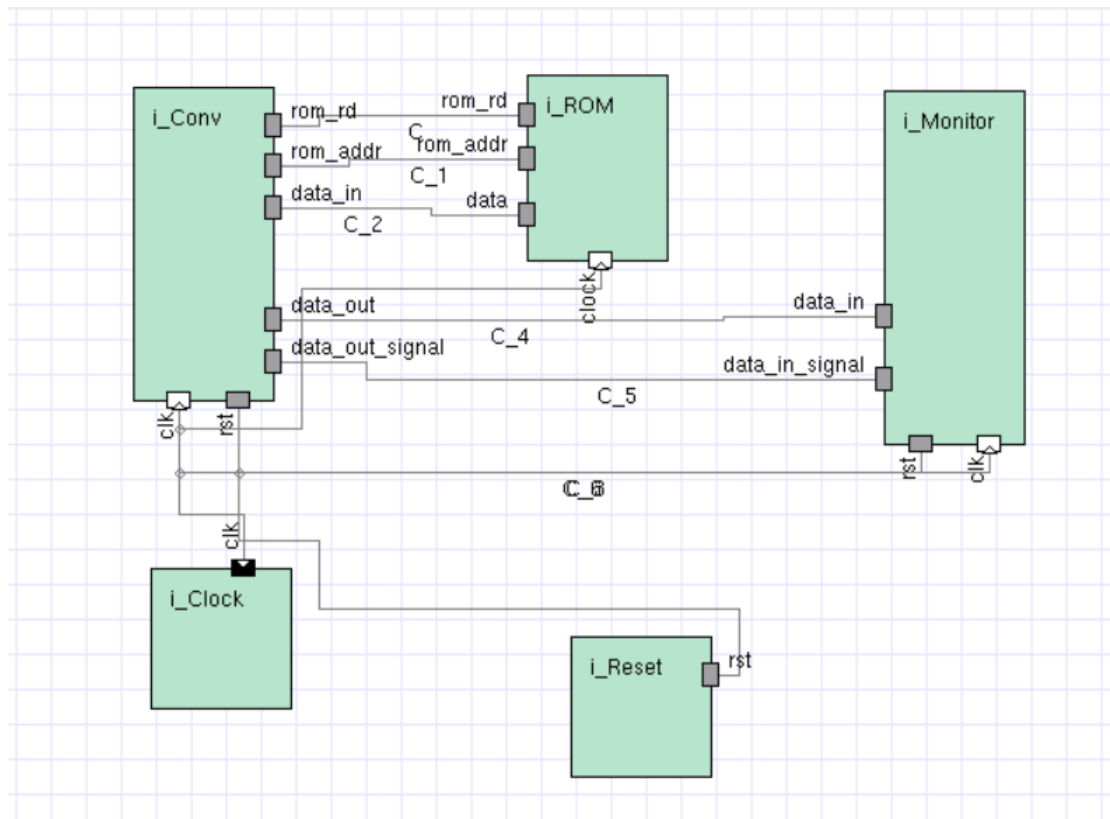 i_Conv
rom_rd
rom_addr
data_in
data_out
data_out_signal
clk
rst
rom_rd
rom_addr
data
i_ROM
clock
C
C_1
C_2
C_4
C_5
data_in
data_in_signal
i_Monitor
rst
clk
clk
i_Clock
i_Reset
rst